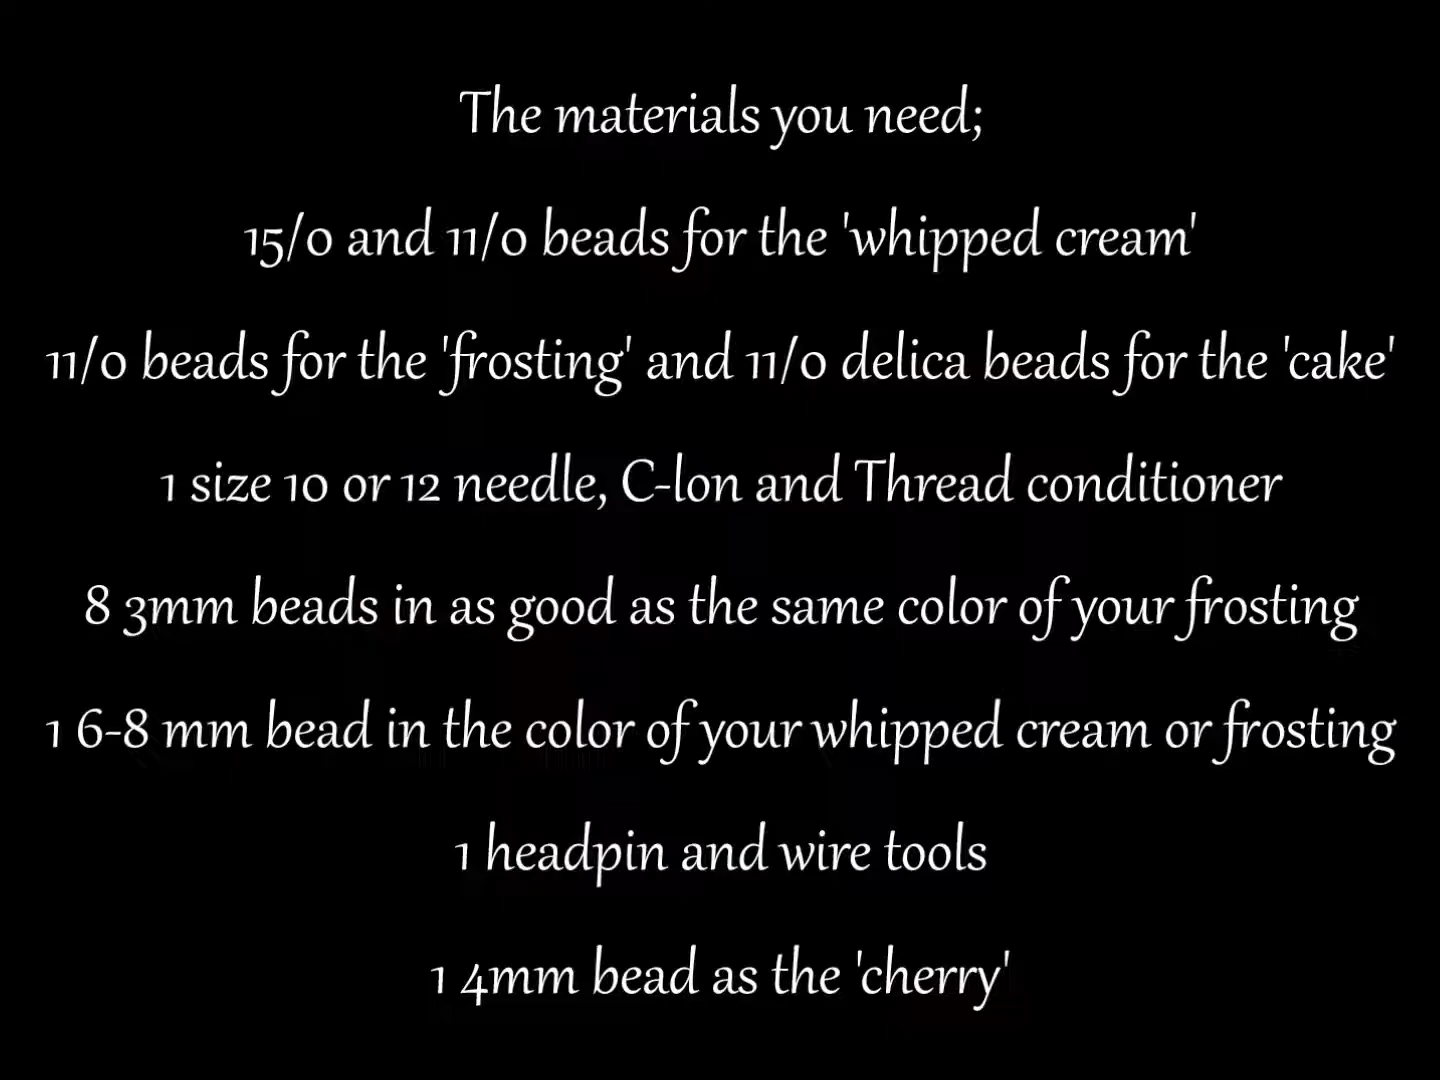 The materials you need;
15/0 and 11/0 beads for the 'whipped cream'
11/0 beads for the 'frosting' and 11/0 delica beads for the 'cake'
1 size 10 or 12 needle, C-lon and Thread conditioner
8 3mm beads in as good as the same color of your frosting
1 6-8 mm bead in the color of your whipped cream or frosting
1 headpin and wire tools
1 4mm bead as the 'cherry'